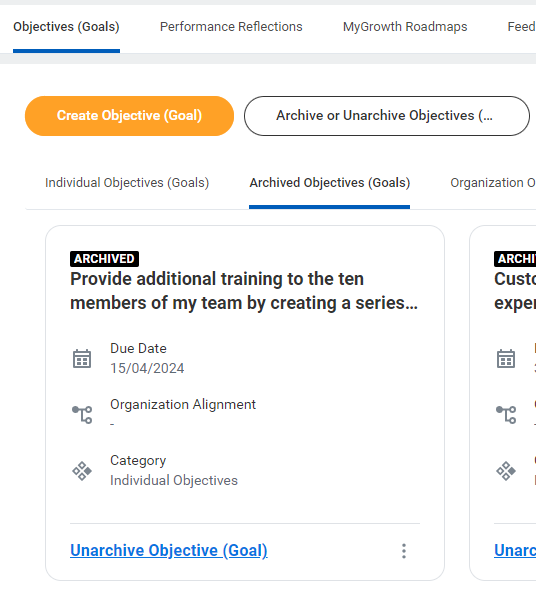 Objectives (Goals) Performance Reflections MyGrowth Roadmaps Feed
Create Objective (Goal) Archive or Unarchive Objectives (...
Individual Objectives (Goals) Archived Objectives (Goals) Organization O
ARCHIVED
Provide additional training to the ten
members of my team by creating a series...
Due Date
15/04/2024
Organization Alignment
-
Category
Individual Objectives
Unarchive Objective (Goal)
ARCHI
Custo
exper
Unarc